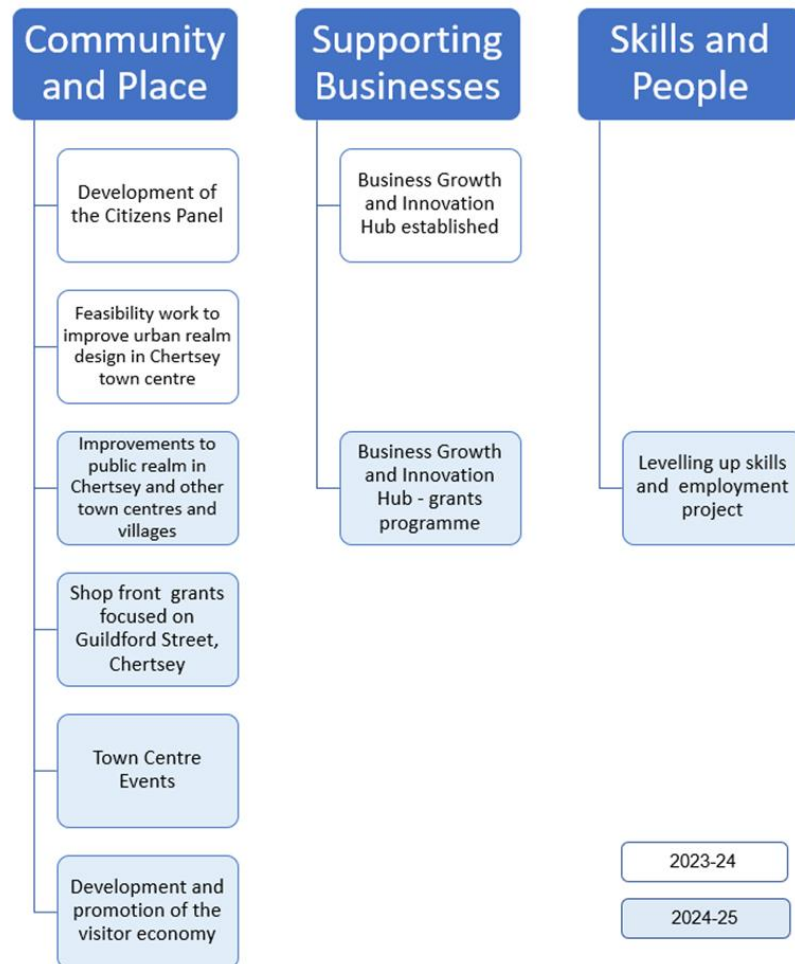 Community
and Place
Development of
the Citizens Panel
Feasibility work to
improve urban realm
design in Chertsey
town centre
Improvements to
public realm in
Chertsey and other
town centres and
villages
Shop front grants
focused on
Guildford Street,
Chertsey
Town Centre
Events
Development and
promotion of the
visitor economy
Supporting
Businesses
Business Growth
and Innovation
Hub established
Business Growth
and Innovation
Hub - grants
programme
Skills and
People
Levelling up skills
and employment
project
2023-24
2024-25